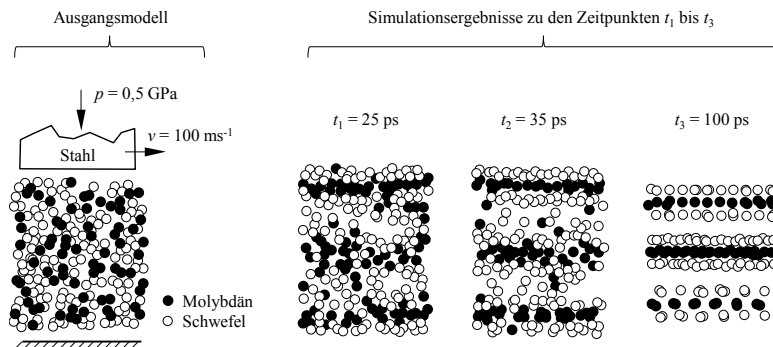 Ausgangsmodell
Simulationsergebnisse zu den Zeitpunkten t₁ bis t₃
p = 0,5 GPa
v = 100 ms⁻¹
Stahl
t₁ = 25 ps
t₂ = 35 ps
t₃ = 100 ps
Molybdän
Schwefel